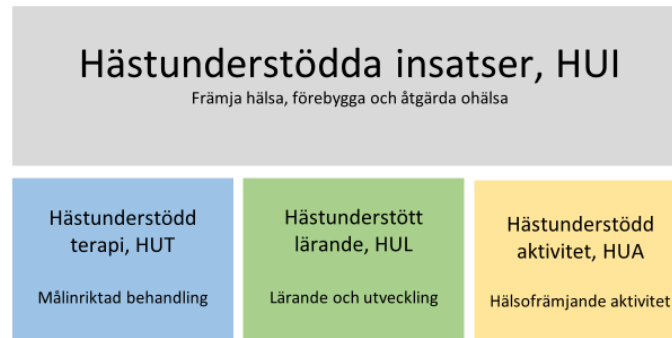 Hästunderstödda insatser, HUI
Främja hälsa, förebygga och åtgärda ohälsa
Hästunderstödd
terapi, HUT
Målinriktad behandling
Hästunderstött
lärande, HUL
Lärande och utveckling
Hästunderstödd
aktivitet, HUA
Hälsofrämjande aktivitet